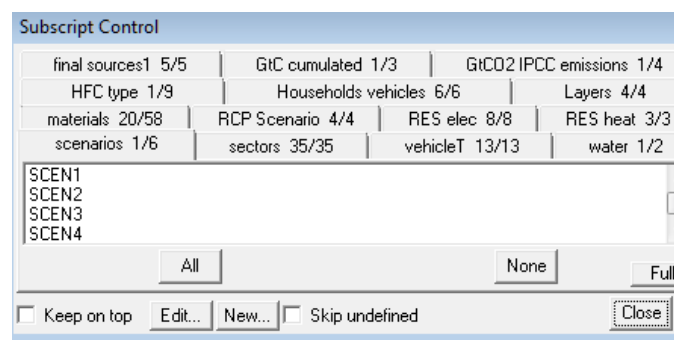 Subscript Control
final sources1 5/5 GtC cumulated 1/3 GtCO2 IPCC emissions 1/4
HFC type 1/9 Households vehicles 6/6 Layers 4/4
materials 20/58 RCP Scenario 4/4 RES elec 8/8 RES heat 3/3
scenarios 1/6 sectors 35/35 vehicleT 13/13 water 1/2
SCEN1
SCEN2
SCEN3
SCEN4
All None Full
Keep on top Edit... New... Skip undefined Close